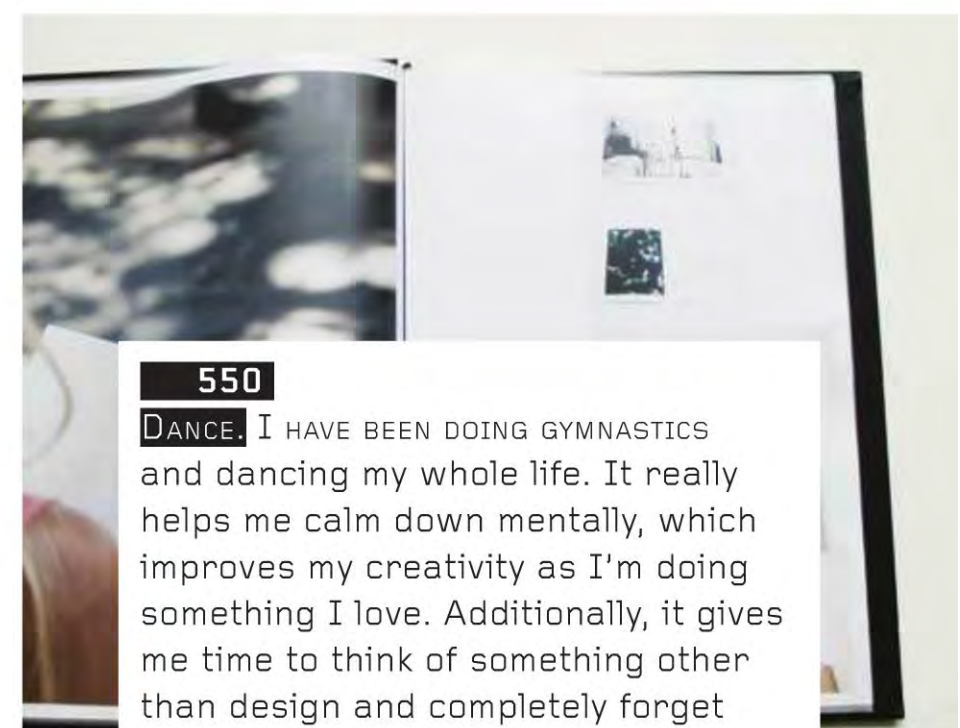 550
DANCE. I HAVE BEEN DOING GYMNASTICS
and dancing my whole life. It really
helps me calm down mentally, which
improves my creativity as I'm doing
something I love. Additionally, it gives
me time to think of something other
than design and completely forget